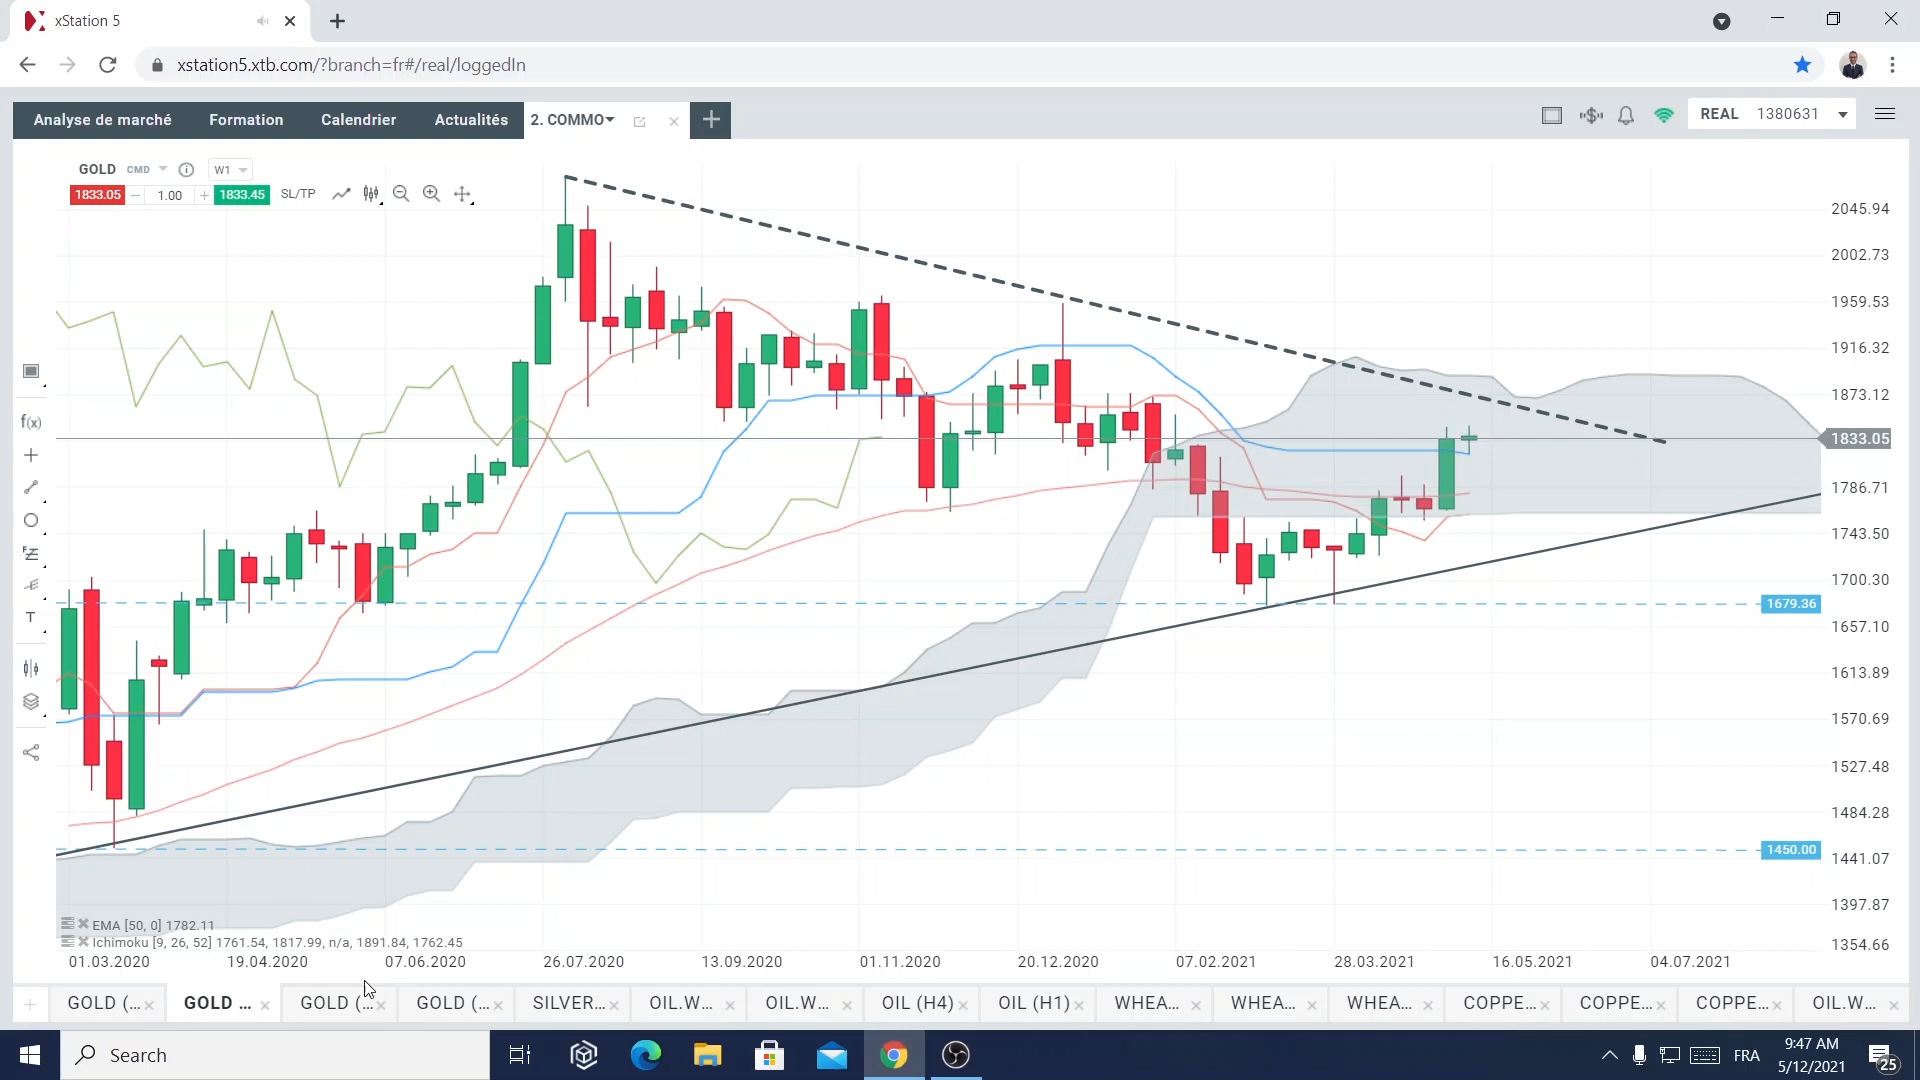 xStation 5
xstation5.xtb.com/?branch=fr#/real/loggedIn
Analyse de marché Formation Calendrier Actualités 2. COMMO
REAL 1380631
GOLD CMD W1
1833.05 1.00 1833.45 SL/TP
2045.94
2002.73
1959.53
1916.32
1873.12
1833.05
1786.71
1743.50
1700.30
1679.36
1657.10
1613.89
1570.69
1527.48
1484.28
1450.00
1441.07
1397.87
1354.66
f(x)
T
EMA [50, 0] 1782.11
Ichimoku [9, 26, 52] 1761.54, 1817.99, n/a, 1891.84, 1762.45
01.03.2020 19.04.2020 07.06.2020 26.07.2020 13.09.2020 01.11.2020 20.12.2020 07.02.2021 28.03.2021 16.05.2021 04.07.2021
GOLD (... GOLD ... GOLD (... GOLD (... SILVER... OIL.W... OIL.W... OIL (H4) OIL (H1) WHEA... WHEA... WHEA... COPPE... COPPE... COPPE... OIL.W...
Search
FRA
9:47 AM
5/12/2021
25